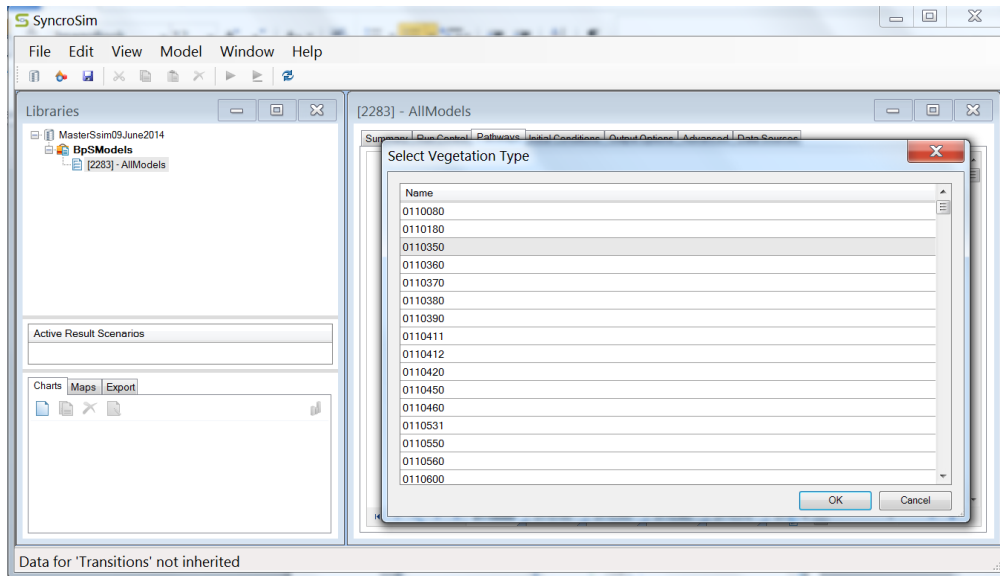 SyncroSim
File Edit View Model Window Help
Libraries
MasterSsim09June2014
BpSModels
[2283] - AllModels
Active Result Scenarios
Charts Maps Export
[2283] - AllModels
Summary Run Control Pathways Initial Conditions Output Options Advanced Data Sources
Select Vegetation Type
Name
0110080
0110180
0110350
0110360
0110370
0110380
0110390
0110411
0110412
0110420
0110450
0110460
0110531
0110550
0110560
0110600
OK Cancel
Data for 'Transitions' not inherited